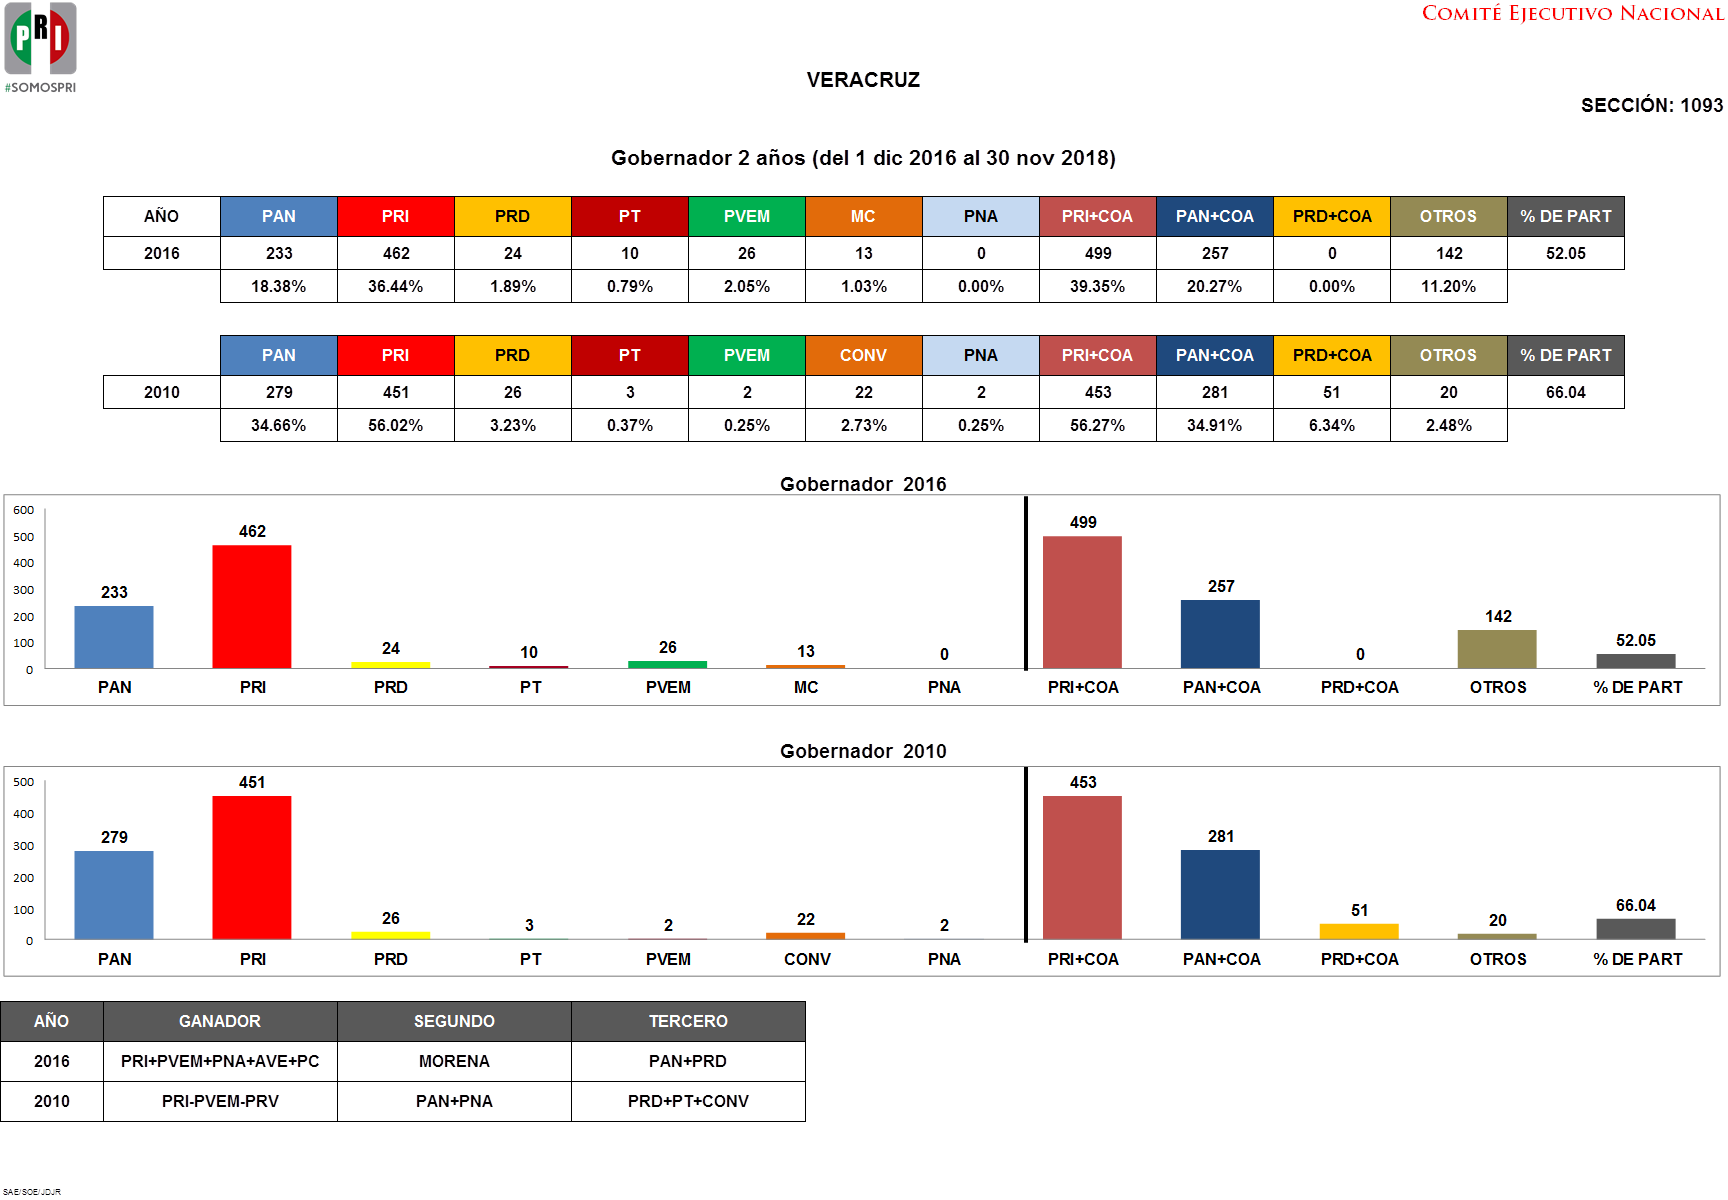 COMITÉ EJECUTIVO NACIONAL
PRI
#SOMOSPRI
VERACRUZ
SECCIÓN: 1093
Gobernador 2 años (del 1 dic 2016 al 30 nov 2018)
AÑO PAN PRI PRD PT PVEM MC PNA PRI+COA PAN+COA PRD+COA OTROS % DE PART
2016 233 462 24 10 26 13 0 499 257 0 142 52.05
18.38% 36.44% 1.89% 0.79% 2.05% 1.03% 0.00% 39.35% 20.27% 0.00% 11.20%
PAN PRI PRD PT PVEM CONV PNA PRI+COA PAN+COA PRD+COA OTROS % DE PART
2010 279 451 26 3 2 22 2 453 281 51 20 66.04
34.66% 56.02% 3.23% 0.37% 0.25% 2.73% 0.25% 56.27% 34.91% 6.34% 2.48%
Gobernador 2016
600
500
400
300
200
100
0
233 462 24 10 26 13 0 499 257 0 142 52.05
PAN PRI PRD PT PVEM MC PNA PRI+COA PAN+COA PRD+COA OTROS % DE PART
Gobernador 2010
500
400
300
200
100
0
279 451 26 3 2 22 2 453 281 51 20 66.04
PAN PRI PRD PT PVEM CONV PNA PRI+COA PAN+COA PRD+COA OTROS % DE PART
AÑO GANADOR SEGUNDO TERCERO
2016 PRI+PVEM+PNA+AVE+PC MORENA PAN+PRD
2010 PRI-PVEM-PRV PAN+PNA PRD+PT+CONV
SAE/SOE/JDJR